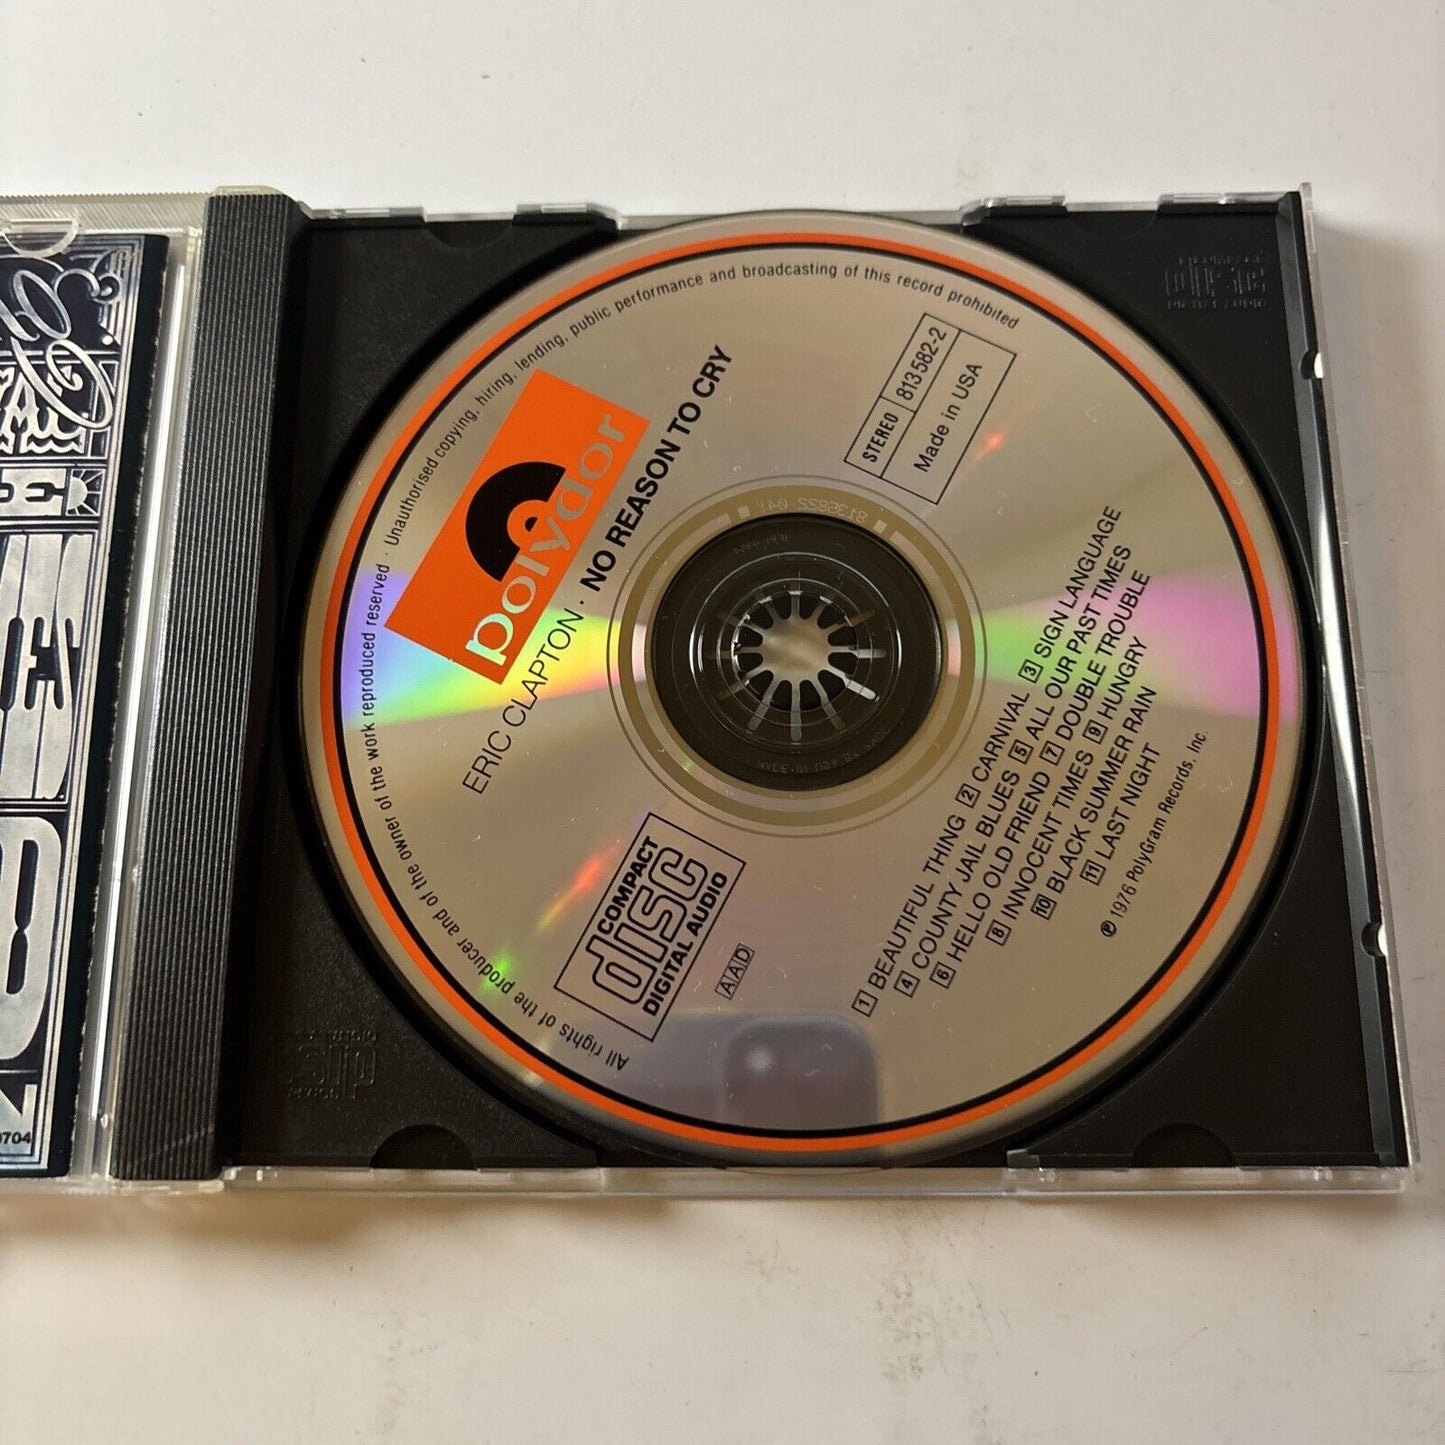 Unauthorised copying, hiring, lending, public performance and broadcasting of this record prohibited
polydor
ERIC CLAPTON · NO REASON TO CRY
STEREO 813 582-2
Made in USA
1 BEAUTIFUL THING 2 CARNIVAL 3 SIGN LANGUAGE
4 COUNTY JAIL BLUES 5 ALL OUR PAST TIMES
6 HELLO OLD FRIEND 7 DOUBLE TROUBLE
8 INNOCENT TIMES 9 HUNGRY
10 BLACK SUMMER RAIN
11 LAST NIGHT
℗ 1976 PolyGram Records, Inc.
COMPACT
disc
DIGITAL AUDIO
AAD
All rights of the producer and of the owner of the work reproduced reserved ·